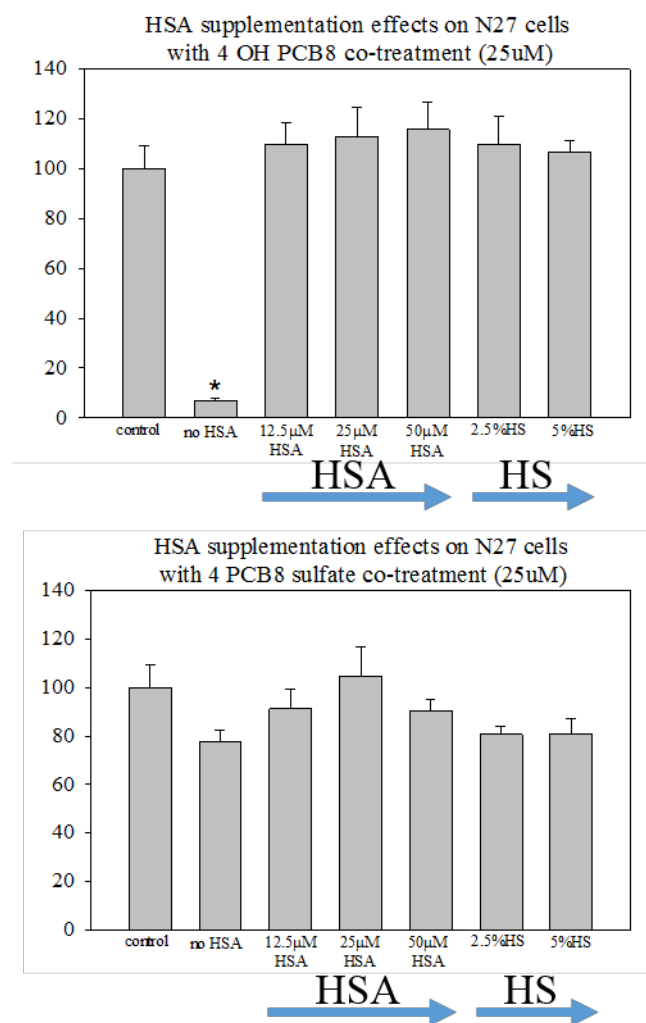 HSA supplementation effects on N27 cells
with 4 OH PCB8 co-treatment (25uM)
140
120
100
80
60
40
20
0
*
control
no HSA
12.5μM
HSA
25μM
HSA
50μM
HSA
2.5%HS
5%HS
HSA
HS
HSA supplementation effects on N27 cells
with 4 PCB8 sulfate co-treatment (25uM)
140
120
100
80
60
40
20
0
control
no HSA
12.5μM
HSA
25μM
HSA
50μM
HSA
2.5%HS
5%HS
HSA
HS